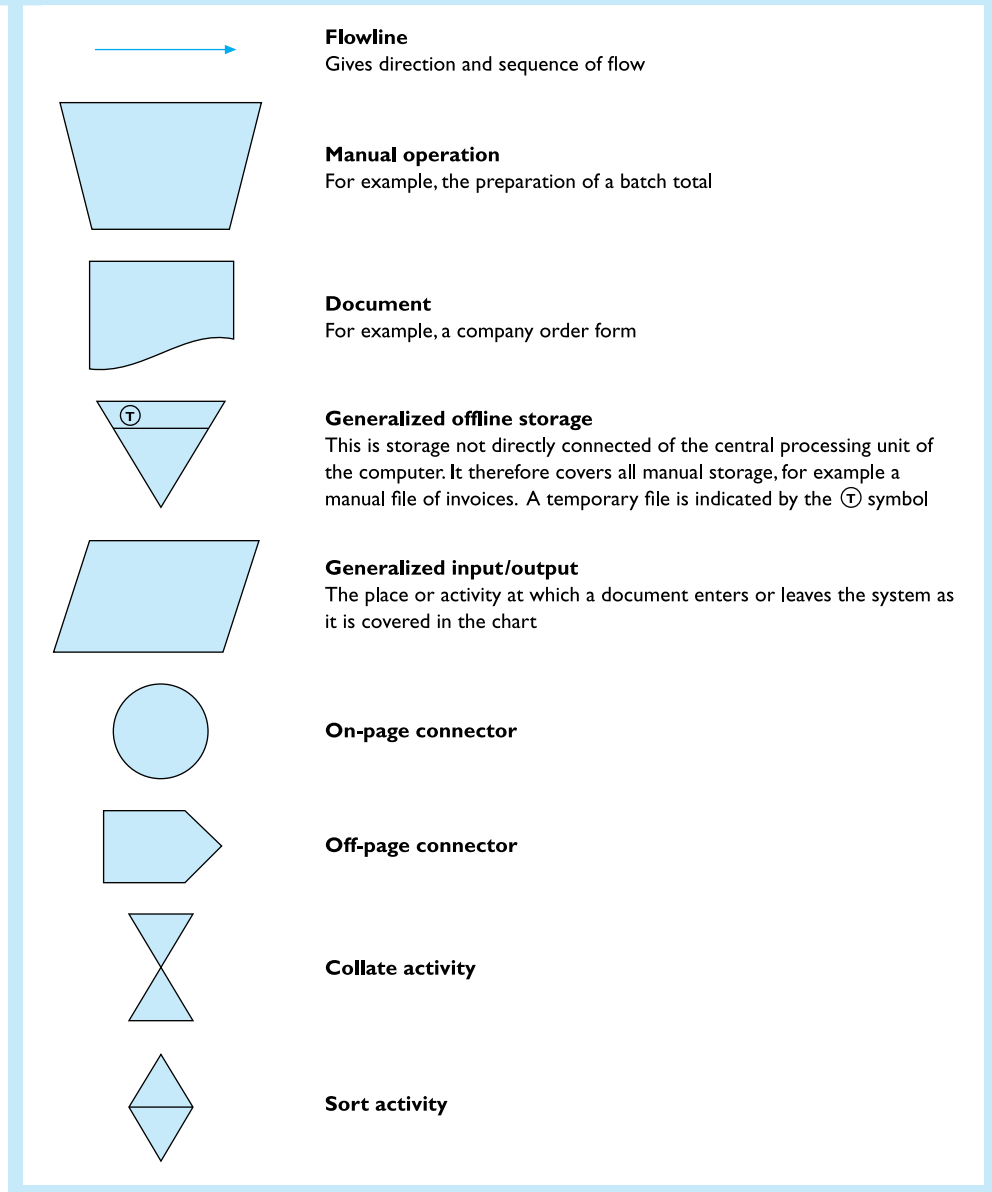 Flowline
Gives direction and sequence of flow
Manual operation
For example, the preparation of a batch total
Document
For example, a company order form
T
Generalized offline storage
This is storage not directly connected of the central processing unit of
the computer. It therefore covers all manual storage, for example a
manual file of invoices. A temporary file is indicated by the Ⓣ symbol
Generalized input/output
The place or activity at which a document enters or leaves the system as
it is covered in the chart
On-page connector
Off-page connector
Collate activity
Sort activity